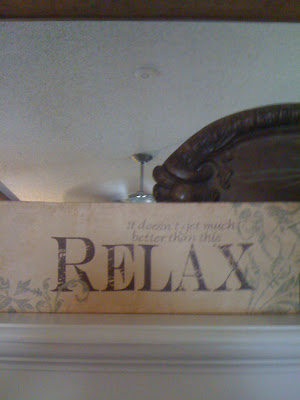 It doesn't get much
better than this
RELAX